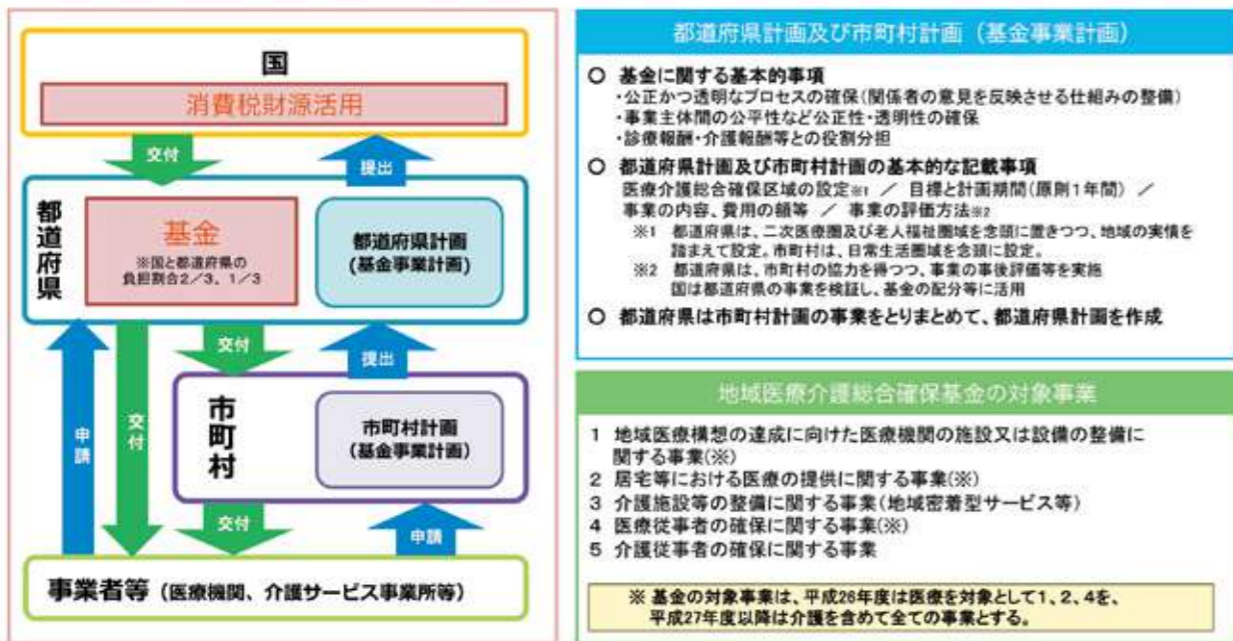 国
消費税財源活用
交付
提出
都道府県
基金
※国と都道府県の
負担割合2/3、1/3
都道府県計画
(基金事業計画)
交付
提出
申請
交付
市町村
市町村計画
(基金事業計画)
交付
申請
事業者等(医療機関、介護サービス事業所等)
都道府県計画及び市町村計画(基金事業計画)
○ 基金に関する基本的事項
・公正かつ透明なプロセスの確保(関係者の意見を反映させる仕組みの整備)
・事業主体間の公平性など公正性・透明性の確保
・診療報酬・介護報酬等との役割分担
○ 都道府県計画及び市町村計画の基本的な記載事項
医療介護総合確保区域の設定※1 / 目標と計画期間(原則1年間) /
事業の内容、費用の額等 / 事業の評価方法※2
※1 都道府県は、二次医療圏及び老人福祉圏域を念頭に置きつつ、地域の実情を
踏まえて設定。市町村は、日常生活圏域を念頭に設定。
※2 都道府県は、市町村の協力を得つつ、事業の事後評価等を実施
国は都道府県の事業を検証し、基金の配分等に活用
○ 都道府県は市町村計画の事業をとりまとめて、都道府県計画を作成
地域医療介護総合確保基金の対象事業
1 地域医療構想の達成に向けた医療機関の施設又は設備の整備に
関する事業(※)
2 居宅等における医療の提供に関する事業(※)
3 介護施設等の整備に関する事業(地域密着型サービス等)
4 医療従事者の確保に関する事業(※)
5 介護従事者の確保に関する事業
※ 基金の対象事業は、平成26年度は医療を対象として1、2、4を、
平成27年度以降は介護を含めて全ての事業とする。